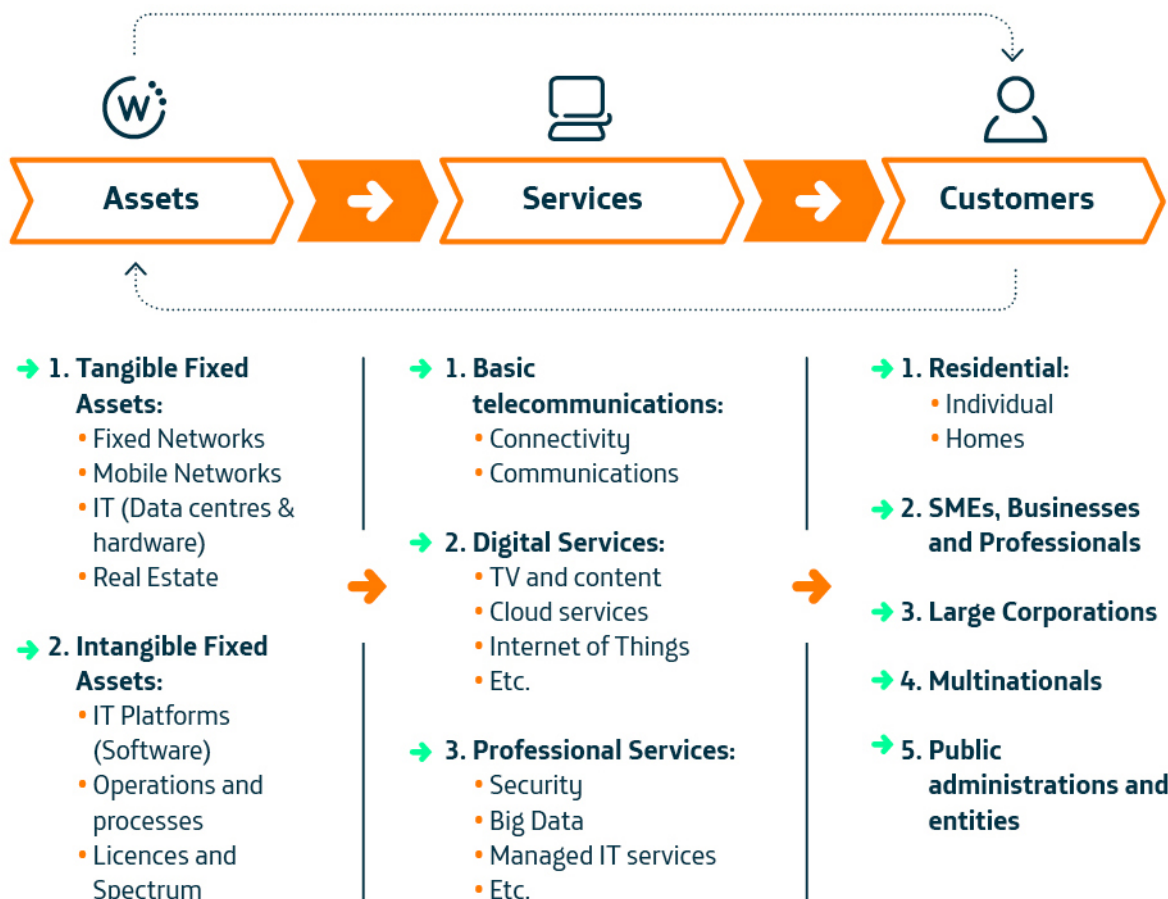 W
Assets
Services
Customers
1. Tangible Fixed
Assets:
• Fixed Networks
• Mobile Networks
• IT (Data centres &
hardware)
• Real Estate
2. Intangible Fixed
Assets:
• IT Platforms
(Software)
• Operations and
processes
• Licences and
Spectrum
1. Basic
telecommunications:
• Connectivity
• Communications
2. Digital Services:
• TV and content
• Cloud services
• Internet of Things
• Etc.
3. Professional Services:
• Security
• Big Data
• Managed IT services
• Etc.
1. Residential:
• Individual
• Homes
2. SMEs, Businesses
and Professionals
3. Large Corporations
4. Multinationals
5. Public
administrations and
entities